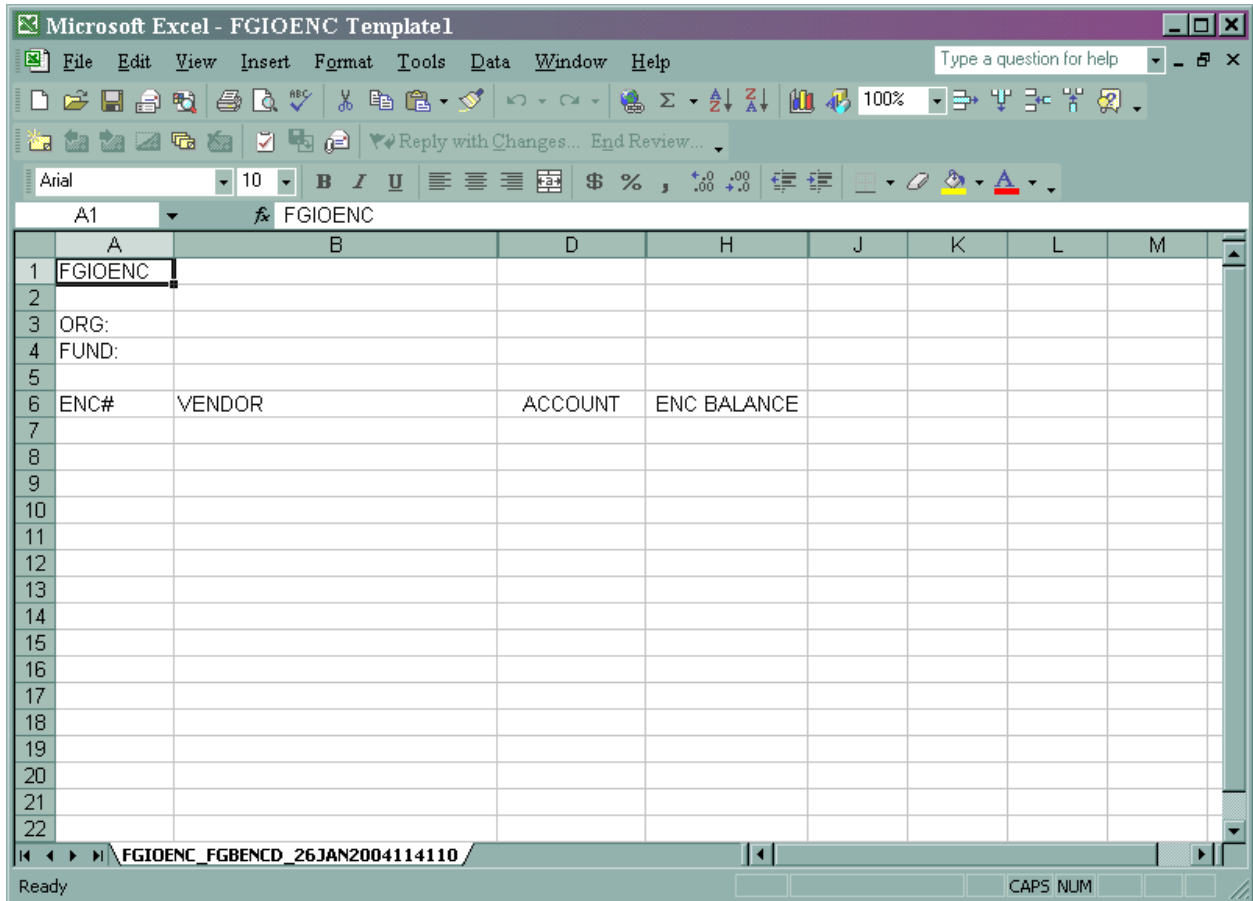 Microsoft Excel - FGIOENC Template1
File Edit View Insert Format Tools Data Window Help Type a question for help
100%
Reply with Changes... End Review...
Arial 10 B I U $ % ,
A1 fx FGIOENC
A B D H J K L M
1 FGIOENC
2
3 ORG:
4 FUND:
5
6 ENC# VENDOR ACCOUNT ENC BALANCE
7
8
9
10
11
12
13
14
15
16
17
18
19
20
21
22
FGIOENC_FGBENCD_26JAN2004114110
Ready CAPS NUM